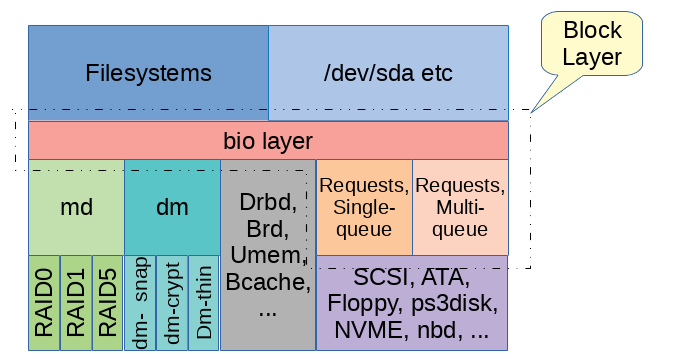 Block
Layer
Filesystems
/dev/sda etc
bio layer
md
dm
Drbd,
Brd,
Umem,
Bcache,
...
Requests,
Single-
queue
Requests,
Multi-
queue
RAID0
RAID1
RAID5
dm- snap
dm-crypt
Dm-thin
SCSI, ATA,
Floppy, ps3disk,
NVME, nbd, ...